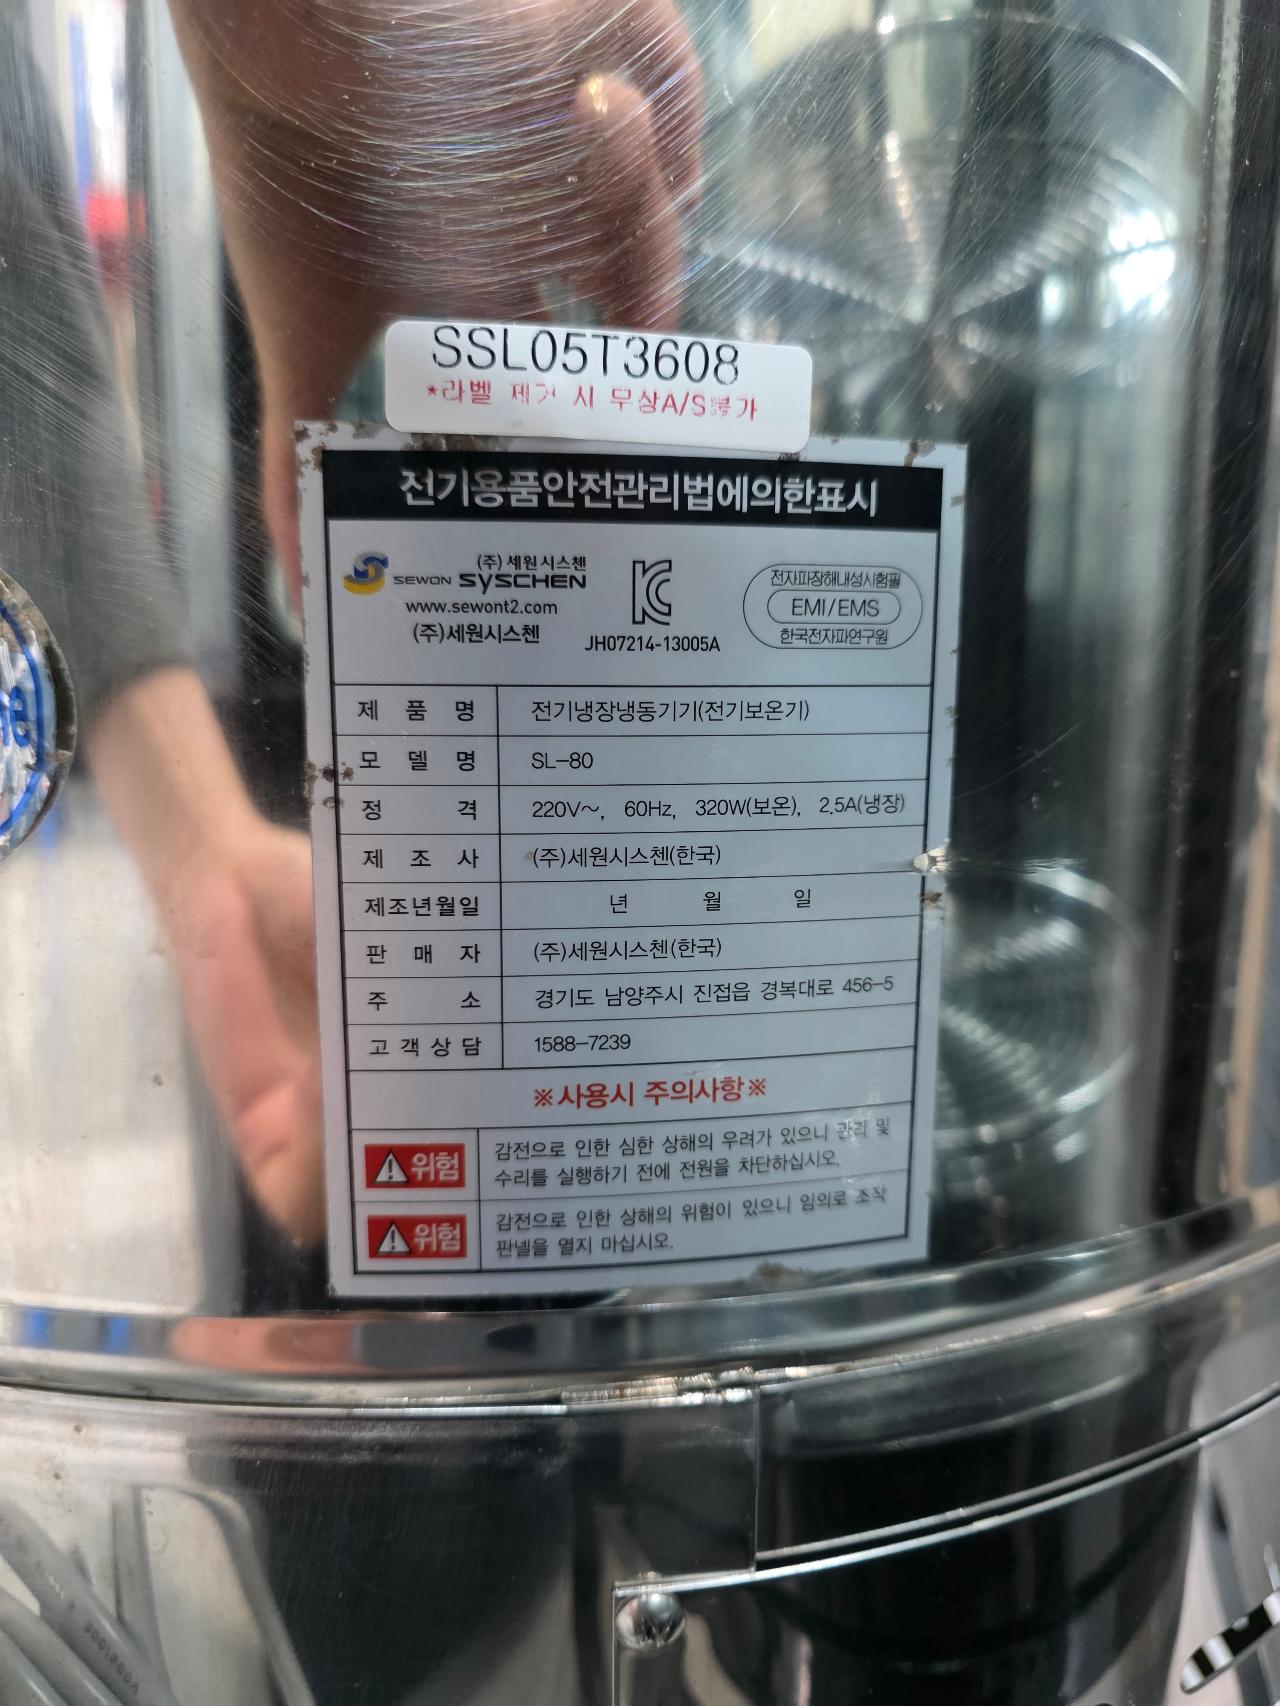 SSL05T3608
*라벨 제거 시 무상A/S불가
전기용품안전관리법에의한표시
(주) 세원시스첸
SEWON SYSCHEN
www.sewont2.com
(주)세원시스첸
JH07214-13005A
전자파장해내성시험필
EMI/EMS
한국전자파연구원
제품명 전기냉장냉동기기(전기보온기)
모델명 SL-80
정격 220V~, 60Hz, 320W(보온), 2.5A(냉장)
제조사 (주)세원시스첸(한국)
제조년월일 년 월 일
판매자 (주)세원시스첸(한국)
주소 경기도 남양주시 진접읍 경복대로 456-5
고객상담 1588-7239
※사용시 주의사항※
위험 감전으로 인한 심한 상해의 우려가 있으니 관리 및
수리를 실행하기 전에 전원을 차단하십시오.
위험 감전으로 인한 상해의 위험이 있으니 임의로 조작
판넬을 열지 마십시오.